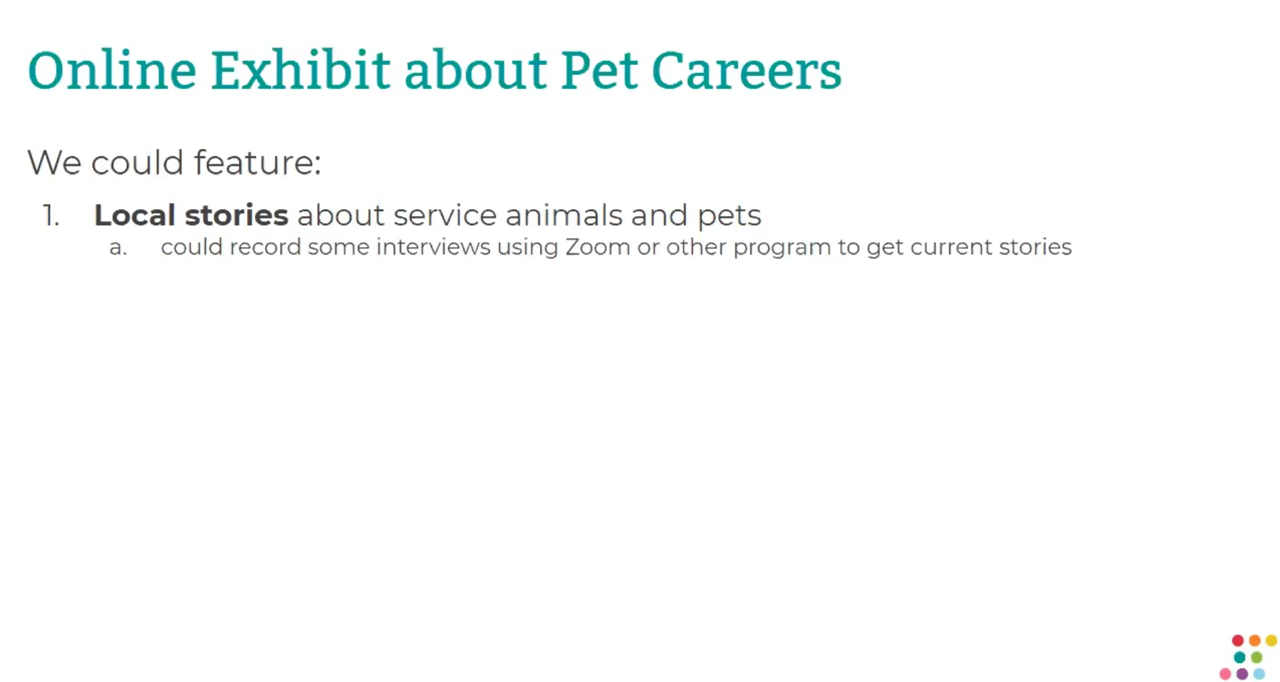 Online Exhibit about Pet Careers
We could feature:
1. Local stories about service animals and pets
a. could record some interviews using Zoom or other program to get current stories